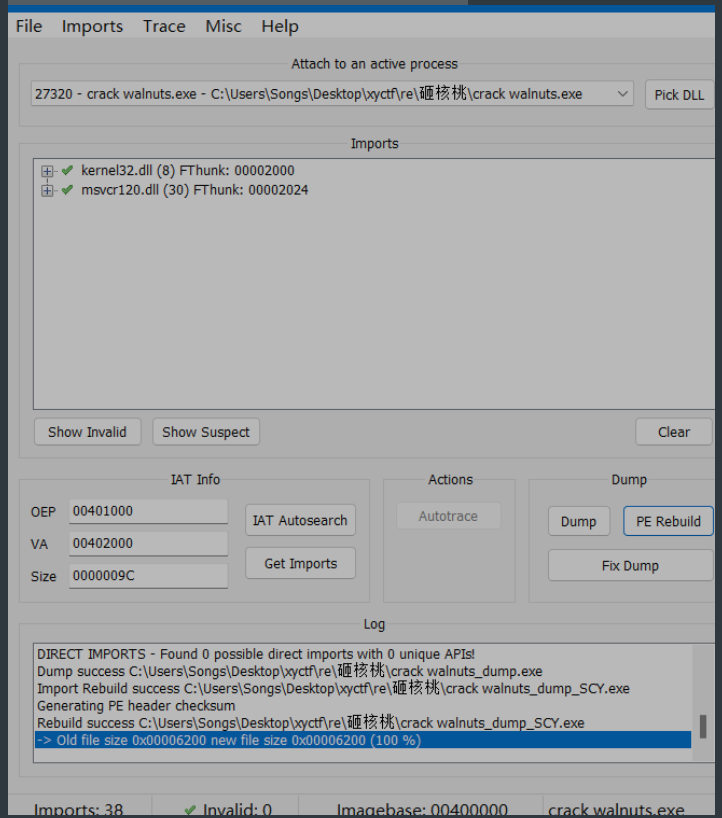 File Imports Trace Misc Help
Attach to an active process
27320 - crack walnuts.exe - C:\Users\Songs\Desktop\xyctf\re\砸核桃\crack walnuts.exe Pick DLL
Imports
kernel32.dll (8) FThunk: 00002000
msvcr120.dll (30) FThunk: 00002024
Show Invalid Show Suspect Clear
IAT Info Actions Dump
OEP 00401000 IAT Autosearch Autotrace Dump PE Rebuild
VA 00402000
Size 0000009C Get Imports Fix Dump
Log
DIRECT IMPORTS - Found 0 possible direct imports with 0 unique APIs!
Dump success C:\Users\Songs\Desktop\xyctf\re\砸核桃\crack walnuts_dump.exe
Import Rebuild success C:\Users\Songs\Desktop\xyctf\re\砸核桃\crack walnuts_dump_SCY.exe
Generating PE header checksum
Rebuild success C:\Users\Songs\Desktop\xyctf\re\砸核桃\crack walnuts_dump_SCY.exe
-> Old file size 0x00006200 new file size 0x00006200 (100 %)
Imports: 38 Invalid: 0 Imagebase: 00400000 crack walnuts.exe